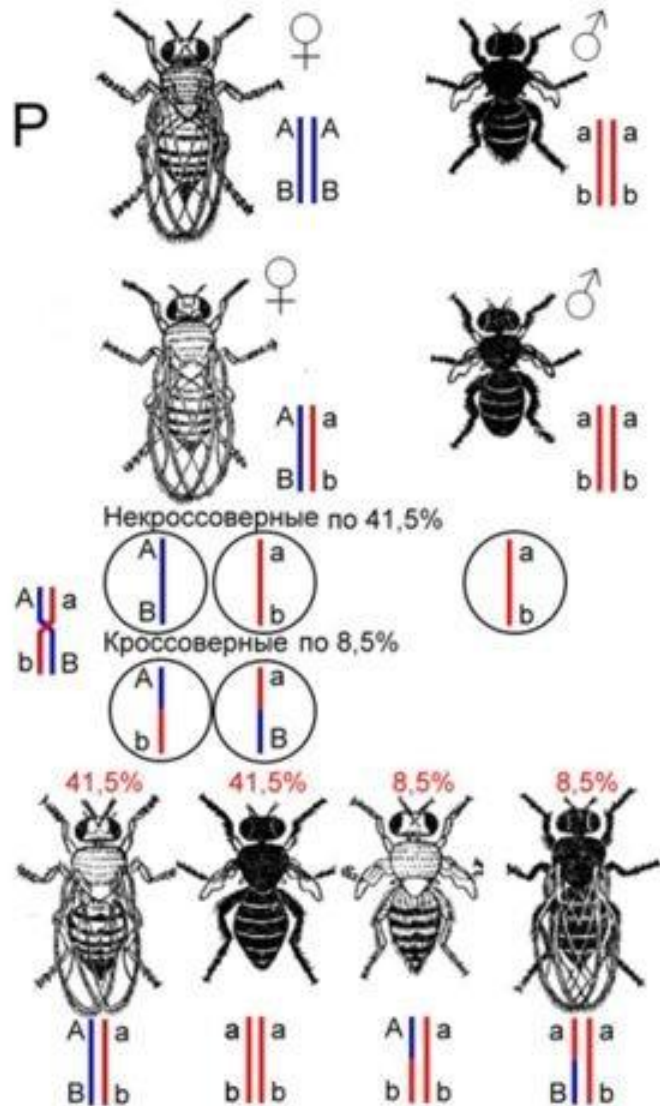 ♀ ♂
P
A A a a
B B b b
♀ ♂
A a a a
B b b b
Некроссоверные по 41,5%
A a a
B b b
A a
b B
Кроссоверные по 8,5%
A a
b B
41,5% 41,5% 8,5% 8,5%
A a a a A a a a
B b b b b b B b